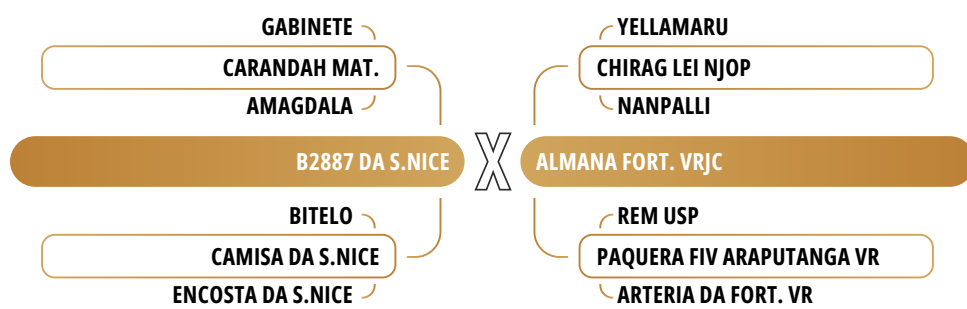 GABINETE
CARANDAH MAT.
AMAGDALA
B2887 DA S.NICE
BITELO
CAMISA DA S.NICE
ENCOSTA DA S.NICE
X
YELLAMARU
CHIRAG LEI NJOP
NANPALLI
ALMANA FORT. VRJC
REM USP
PAQUERA FIV ARAPUTANGA VR
ARTERIA DA FORT. VR